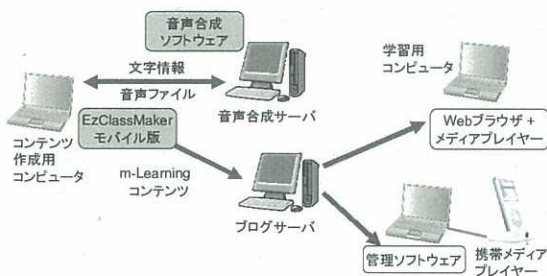 音声合成
ソフトウェア
文字情報
音声ファイル
音声合成サーバ
学習用
コンピュータ
EzClassMaker
モバイル版
コンテンツ
作成用
コンピュータ
m-Learning
コンテンツ
ブログサーバ
Webブラウザ +
メディアプレイヤー
管理ソフトウェア
携帯メディア
プレイヤー